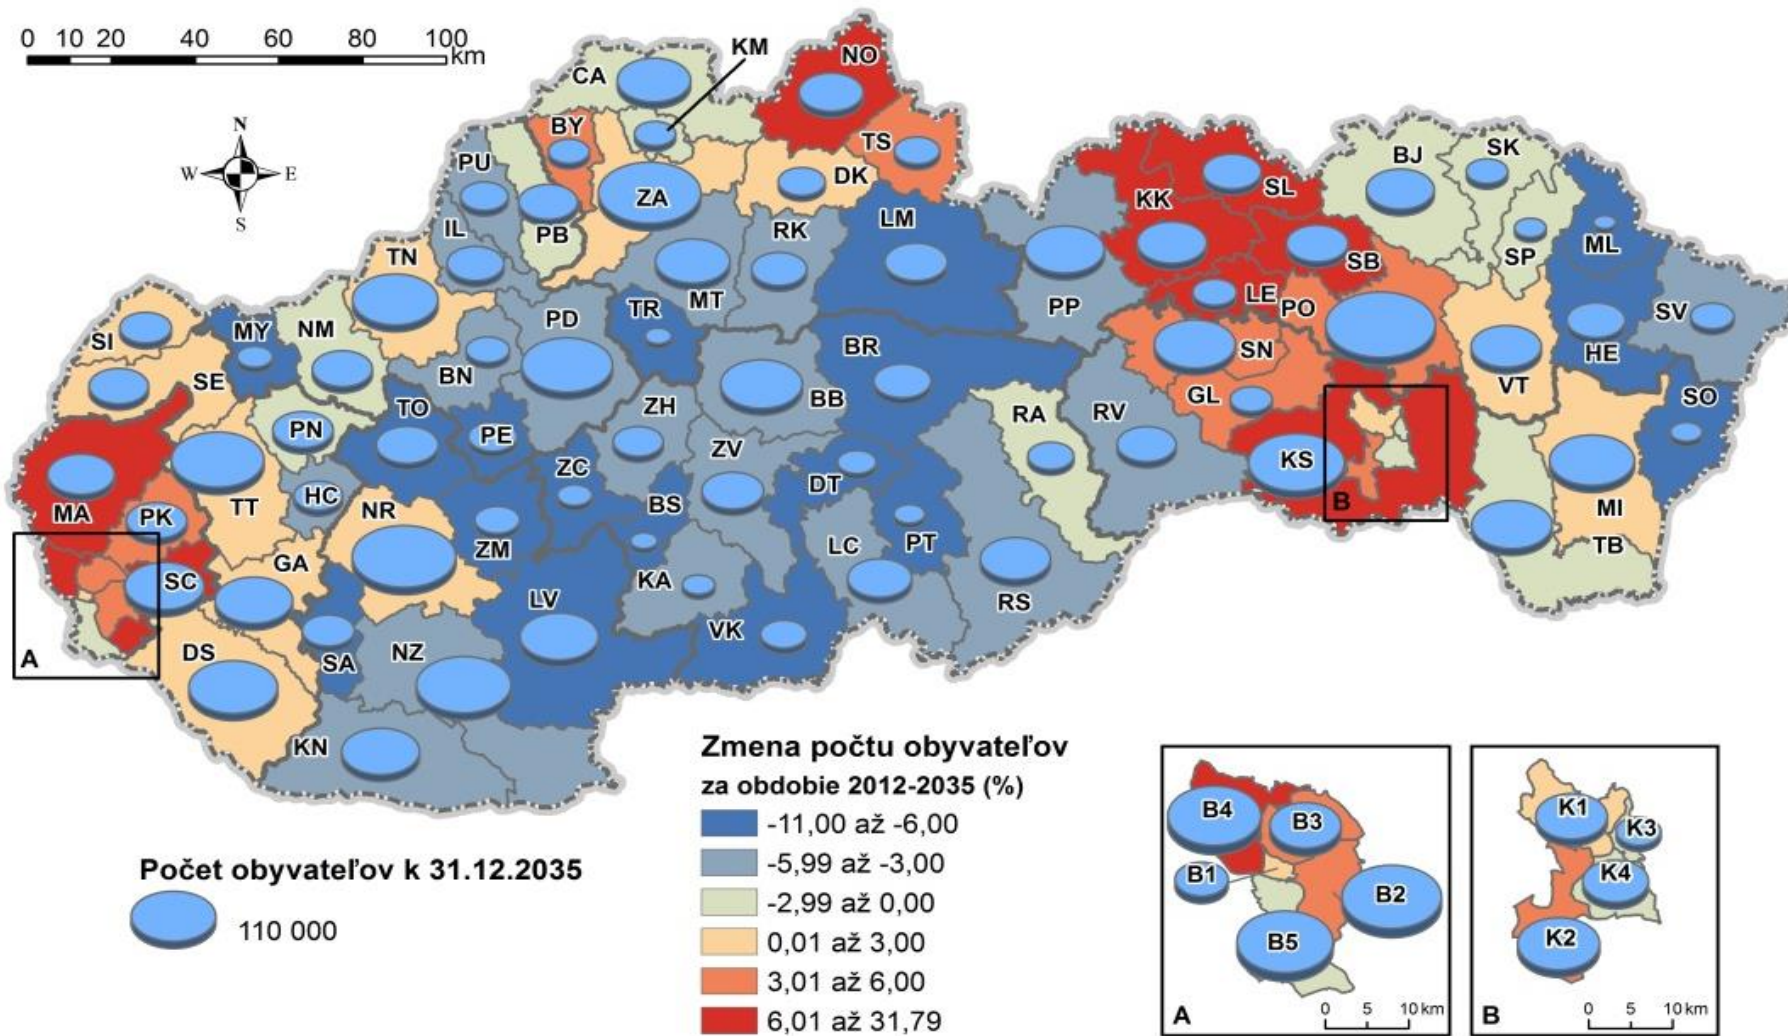 0 10 20 40 60 80 100
km
N
W E
S
CA
KM
NO
BY
TS
PU
ZA
DK
BJ
SK
SL
KK
IL
PB
RK
LM
SB
SP
ML
TN
MT
PP
LE
PO
SV
SI
MY
NM
PD
TR
BR
SN
HE
SE
BN
BB
GL
VT
TO
ZH
RA
RV
SO
PN
PE
ZV
KS
B
ZC
DT
MA
PK
TT
HC
NR
BS
MI
ZM
PT
LC
TB
SC
GA
KA
RS
LV
VK
A
DS
SA
NZ
KN
Zmena počtu obyvateľov
za obdobie 2012-2035 (%)
-11,00 až -6,00
-5,99 až -3,00
-2,99 až 0,00
0,01 až 3,00
3,01 až 6,00
6,01 až 31,79
Počet obyvateľov k 31.12.2035
110 000
B4
B3
B1
B2
B5
0 5 10 km
A
K1
K3
K4
K2
0 5 10 km
B